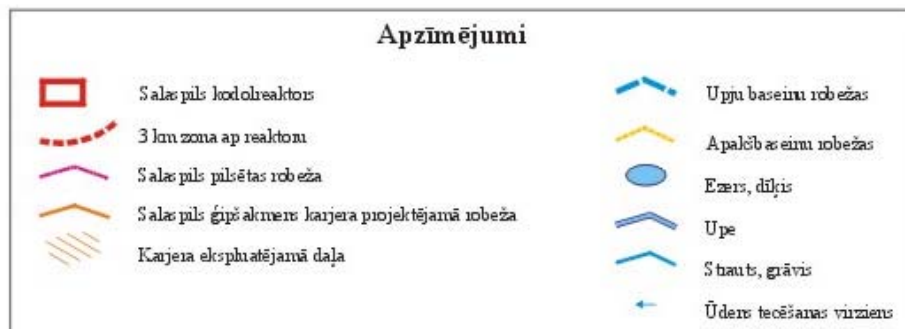 Apzīmējumi
Salaspils kodolreaktors
3 km zona ap reaktoru
Salaspils pilsētas robeža
Salaspils ģipšakmens karjera projektējamā robeža
Karjera ekspluatējamā daļa
Upju baseinu robežas
Apakšbaseinu robežas
Ezers, dīķis
Upe
Strauts, grāvis
Ūdens tecēšanas virziens